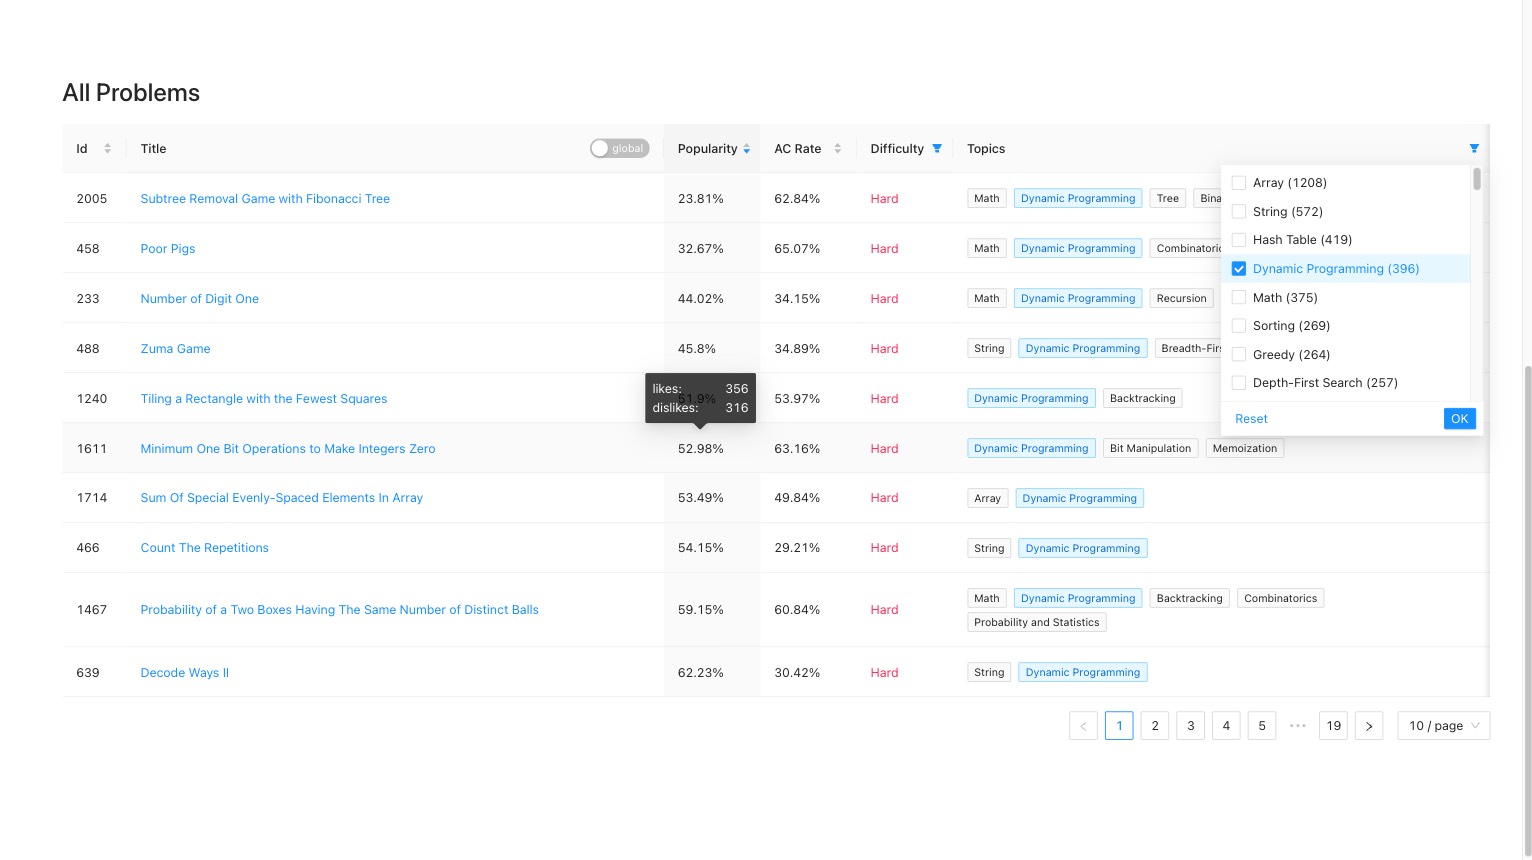 All Problems
Id Title global Popularity AC Rate Difficulty Topics
2005 Subtree Removal Game with Fibonacci Tree 23.81% 62.84% Hard Math Dynamic Programming Tree
Array (1208)
String (572)
458 Poor Pigs 32.67% 65.07% Hard Math Dynamic Programming
Hash Table (419)
Dynamic Programming (396)
233 Number of Digit One 44.02% 34.15% Hard Math Dynamic Programming Recursion
Math (375)
Sorting (269)
488 Zuma Game 45.8% 34.89% Hard String Dynamic Programming
Greedy (264)
Depth-First Search (257)
likes: 356
1240 Tiling a Rectangle with the Fewest Squares 51.9% 53.97% Hard Dynamic Programming Backtracking
dislikes: 316
Reset OK
1611 Minimum One Bit Operations to Make Integers Zero 52.98% 63.16% Hard Dynamic Programming Bit Manipulation Memoization
1714 Sum Of Special Evenly-Spaced Elements In Array 53.49% 49.84% Hard Array Dynamic Programming
466 Count The Repetitions 54.15% 29.21% Hard String Dynamic Programming
1467 Probability of a Two Boxes Having The Same Number of Distinct Balls 59.15% 60.84% Hard Math Dynamic Programming Backtracking Combinatorics
Probability and Statistics
639 Decode Ways II 62.23% 30.42% Hard String Dynamic Programming
< 1 2 3 4 5 ••• 19 > 10 / page